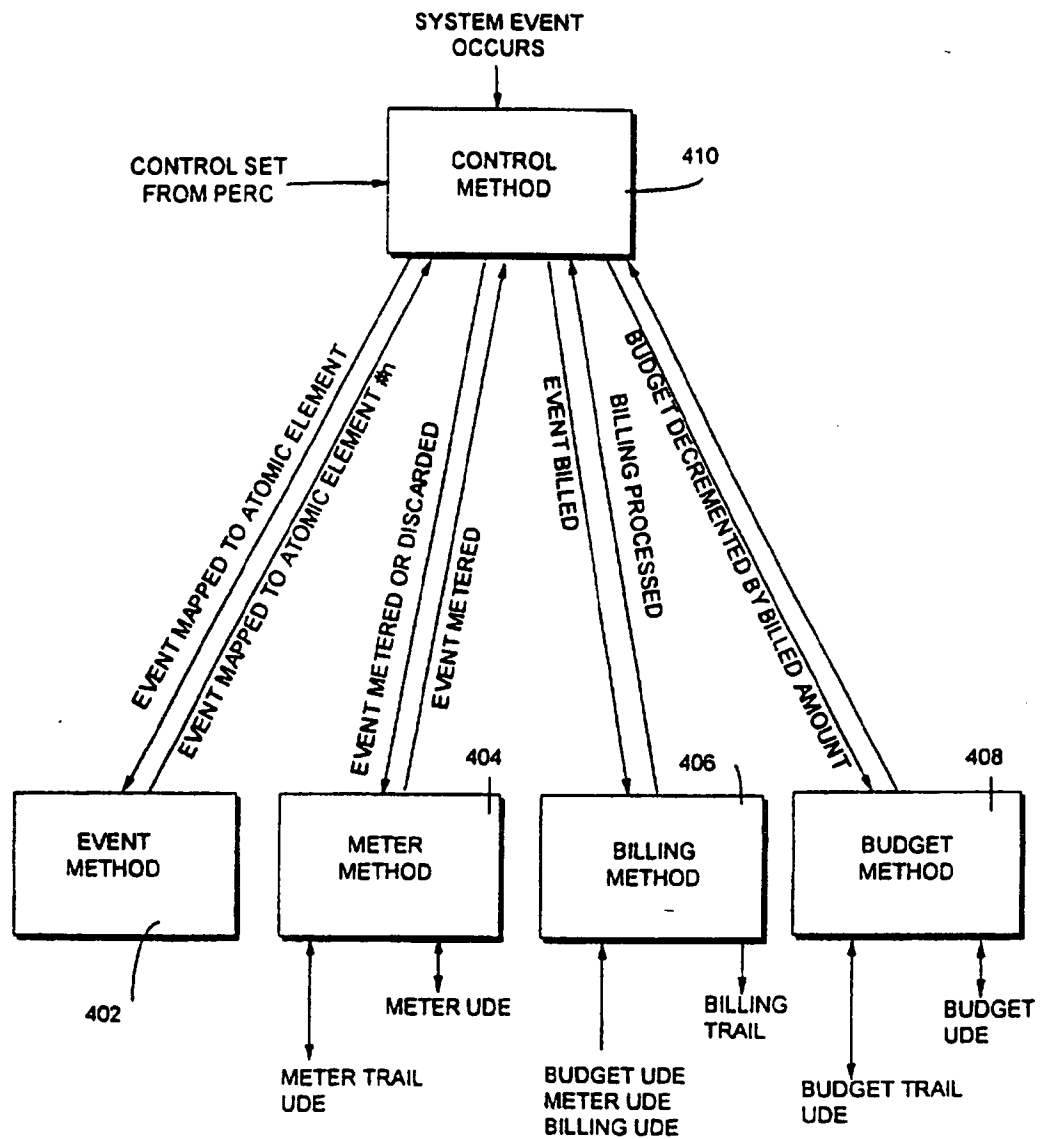 SYSTEM EVENT
OCCURS
CONTROL SET
FROM PERC
CONTROL
METHOD
410
EVENT MAPPED TO ATOMIC ELEMENT
EVENT MAPPED TO ATOMIC ELEMENT #n
EVENT METERED OR DISCARDED
EVENT METERED
EVENT BILLED
BILLING PROCESSED
BUDGET DECREMENTED BY BILLED AMOUNT
404
406
408
EVENT
METHOD
METER
METHOD
BILLING
METHOD
BUDGET
METHOD
402
METER UDE
BILLING
TRAIL
BUDGET
UDE
METER TRAIL
UDE
BUDGET UDE
METER UDE
BILLING UDE
BUDGET TRAIL
UDE